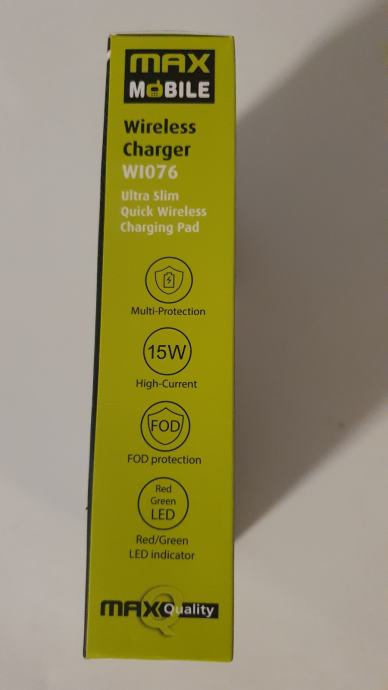 MAX
MOBILE
Wireless
Charger
WI076
Ultra Slim
Quick Wireless
Charging Pad
Multi-Protection
15W
High-Current
FOD
FOD protection
Red
Green
LED
Red/Green
LED indicator
MAX Quality